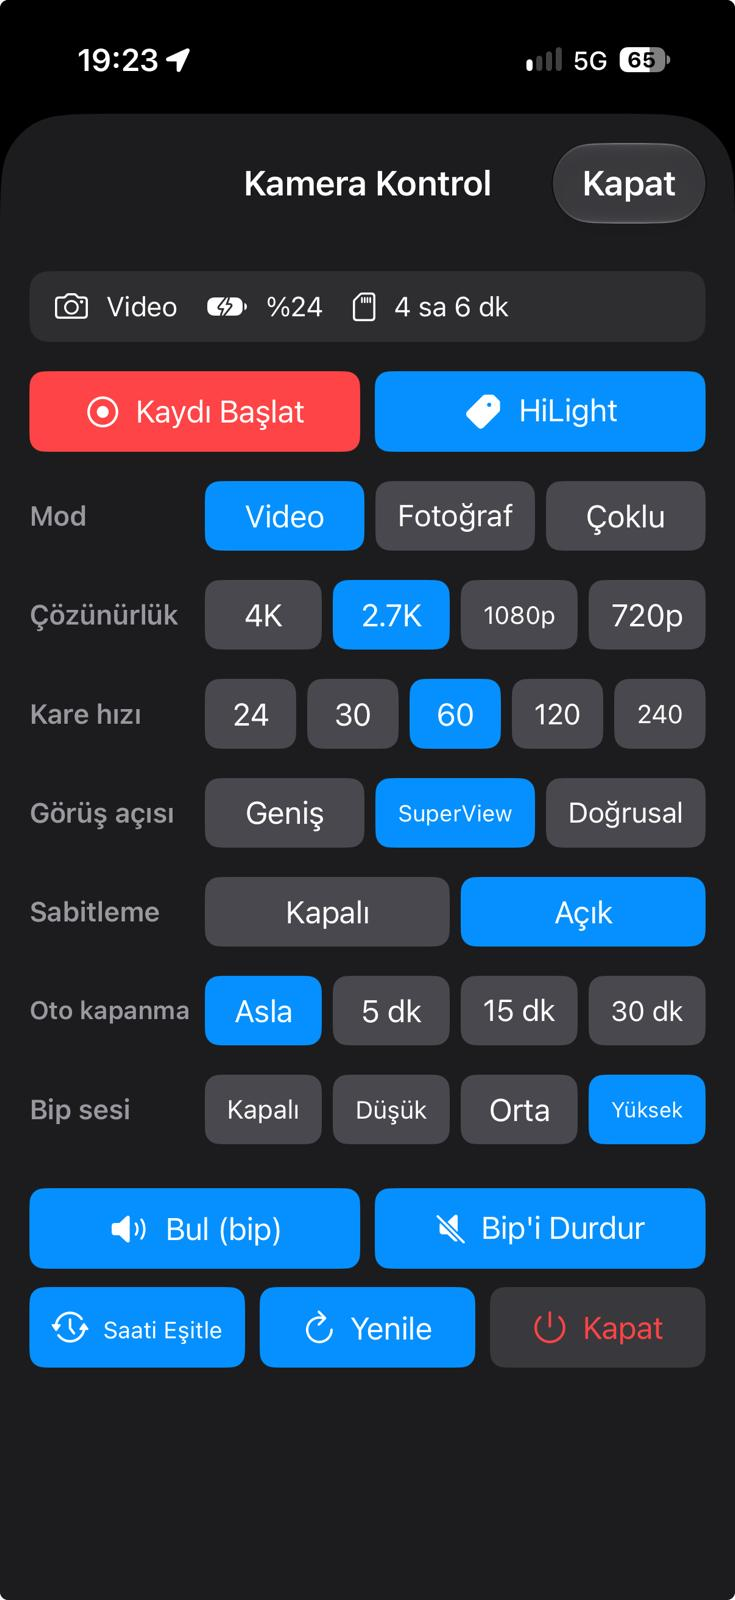 19:23 5G 65
Kamera Kontrol Kapat
Video %24 4 sa 6 dk
Kaydı Başlat HiLight
Mod Video Fotoğraf Çoklu
Çözünürlük 4K 2.7K 1080p 720p
Kare hızı 24 30 60 120 240
Görüş açısı Geniş SuperView Doğrusal
Sabitleme Kapalı Açık
Oto kapanma Asla 5 dk 15 dk 30 dk
Bip sesi Kapalı Düşük Orta Yüksek
Bul (bip) Bip'i Durdur
Saati Eşitle Yenile Kapat